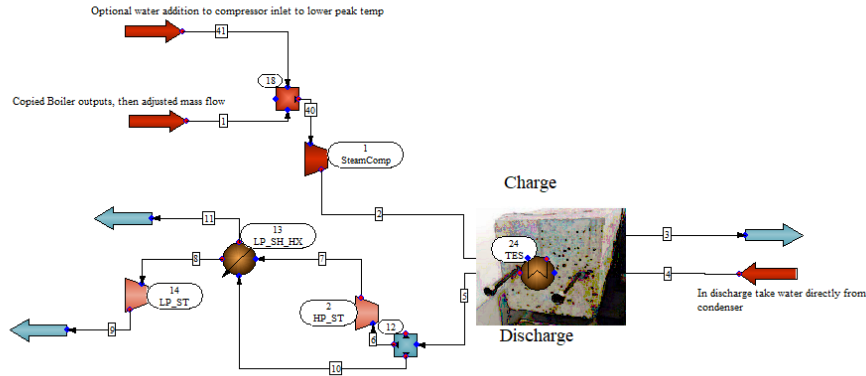 Optional water addition to compressor inlet to lower peak temp
41
18
Copied Boiler outputs, then adjusted mass flow
1
40
1
SteamComp
Charge
2
11
13
LP_SH_HX
24
TES
3
8
7
4
14
LP_ST
5
In discharge take water directly from
condenser
2
HP_ST
12
9
6
Discharge
10